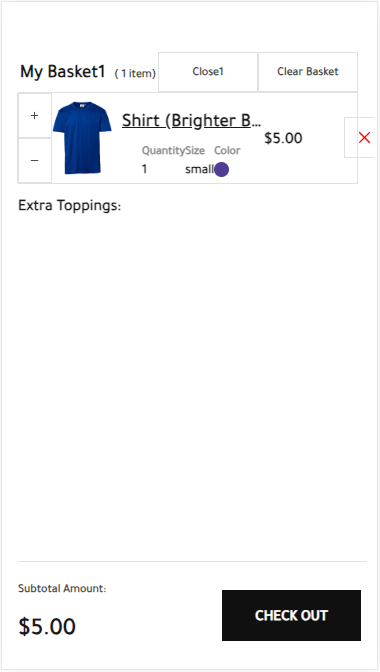 My Basket1 ( 1 item) Close1 Clear Basket
+
Shirt (Brighter B...
$5.00
Quantity Size Color
1 small
−
Extra Toppings:
Subtotal Amount:
$5.00
CHECK OUT